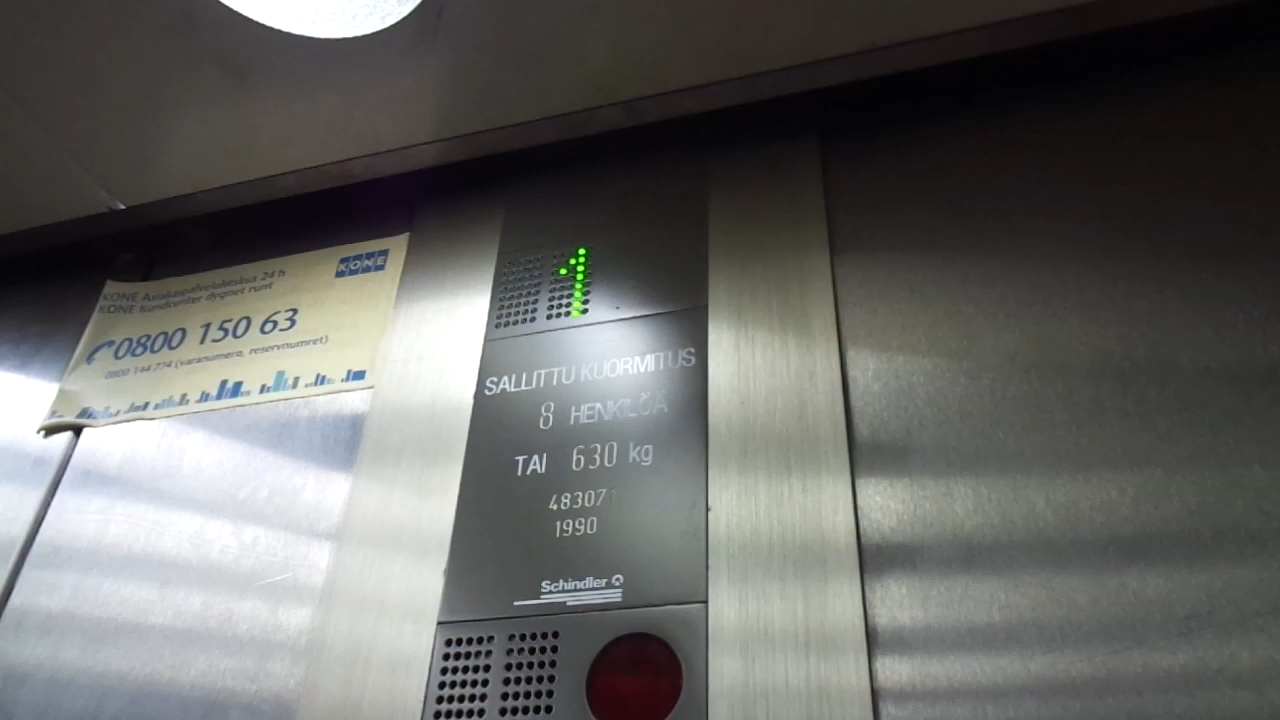 KONE
KONE Asiakaspalvelukeskus 24 h
KONE Kundcenter dygnet runt
0800 150 63
0800 144 274 (varanumero, reservnumret)
1
SALLITTU KUORMITUS
8 HENKILÖÄ
TAI 630 kg
483071
1990
Schindler